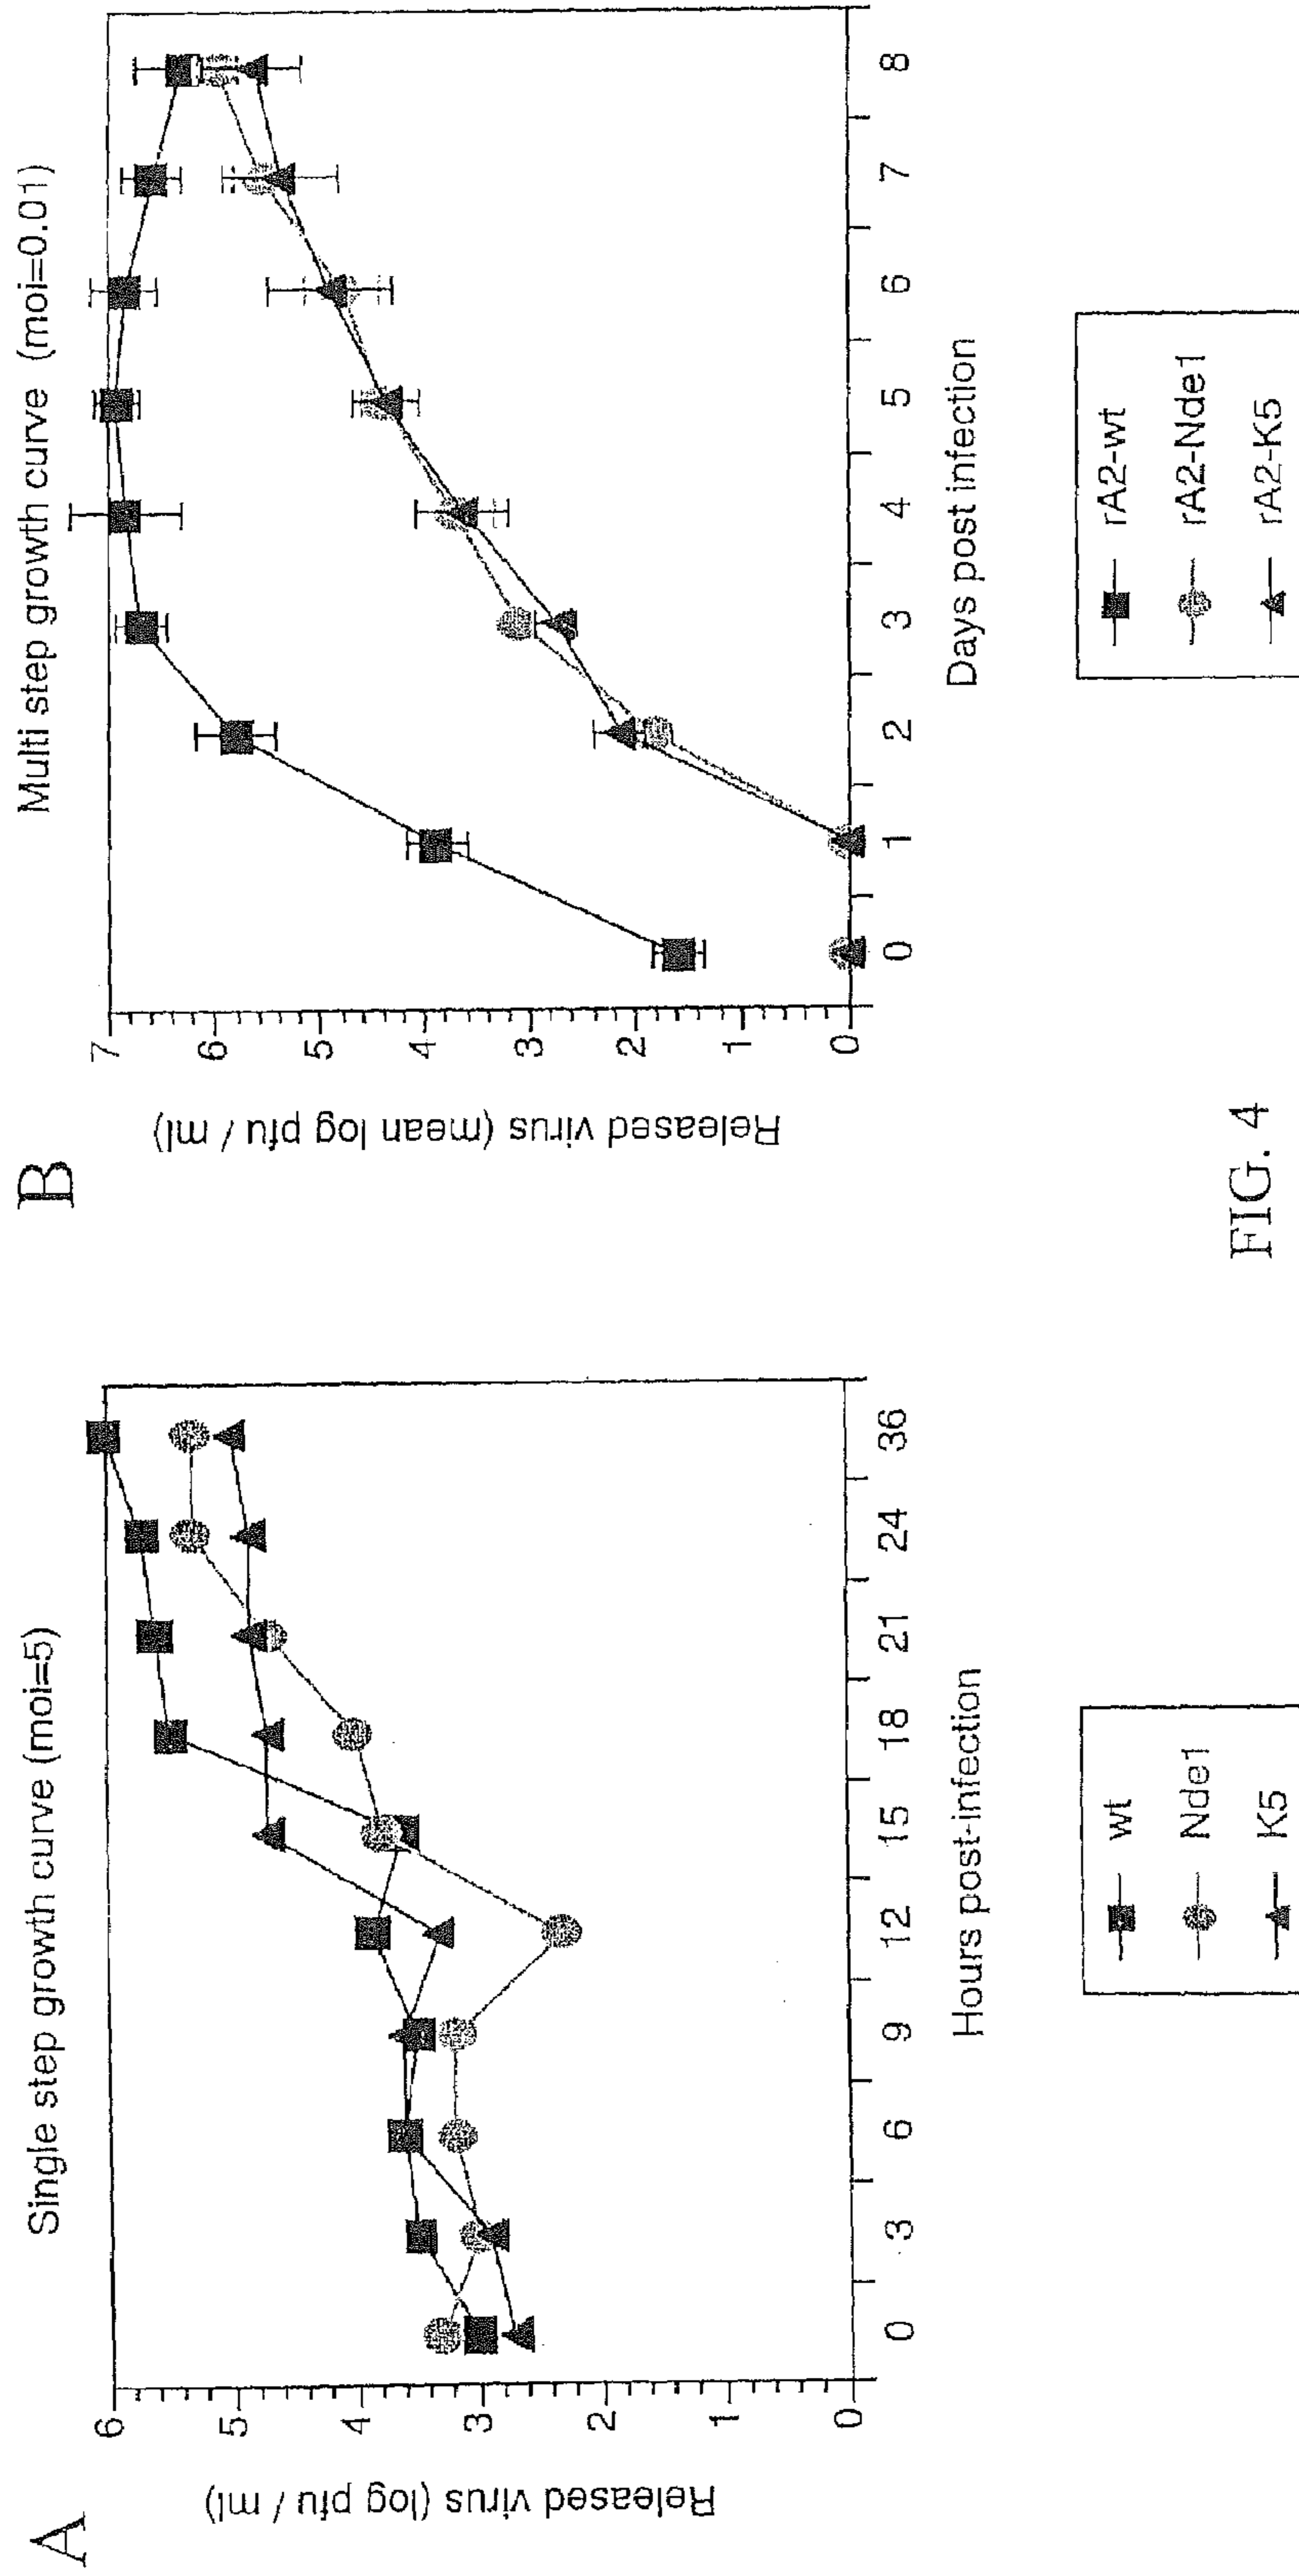 A
Single step growth curve (moi=5)
Released virus (log pfu / ml)
6
5
4
3
2
1
0
0 3 6 9 12 15 18 21 24 36
Hours post-infection
wt
Nde1
K5
B
Multi step growth curve (moi=0.01)
Released virus (mean log pfu / ml)
7
6
5
4
3
2
1
0
0 1 2 3 4 5 6 7 8
Days post infection
rA2-wt
rA2-Nde1
rA2-K5
FIG. 4